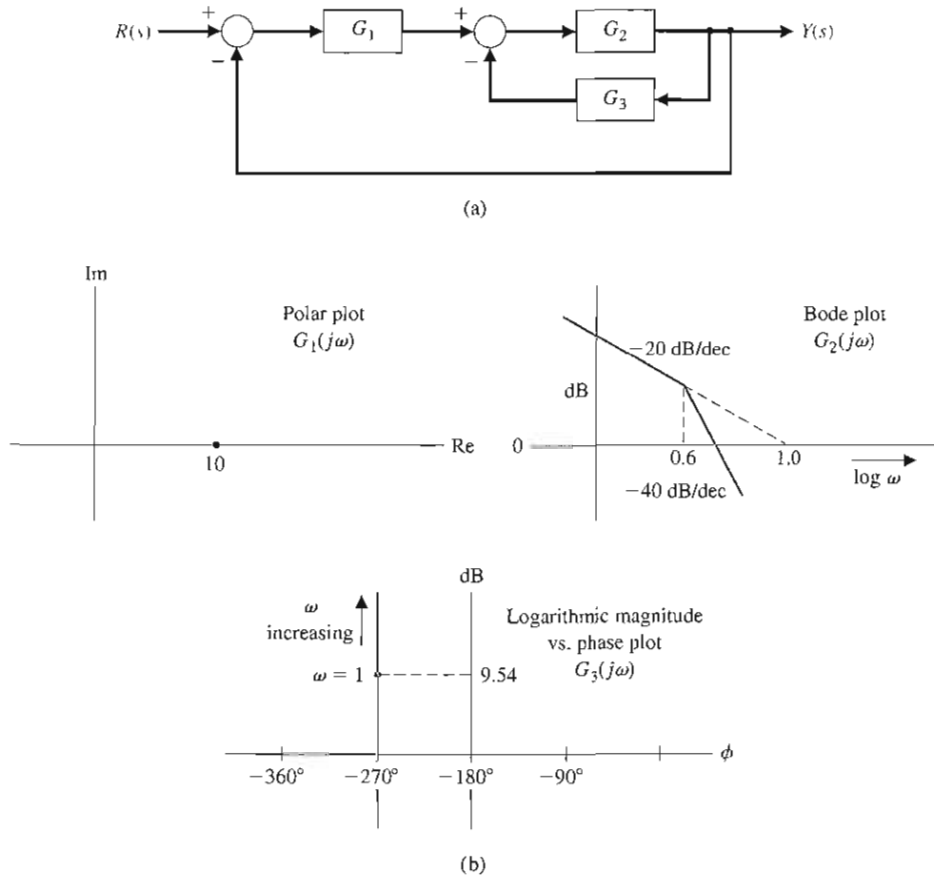 R(s) + − G₁ + − G₂ Y(s)
G₃
(a)
Im
Polar plot
G₁(jω)
10
Re
Bode plot
G₂(jω)
−20 dB/dec
dB
0
0.6
1.0
−40 dB/dec
log ω
dB
ω
increasing
ω = 1
9.54
Logarithmic magnitude
vs. phase plot
G₃(jω)
−360° −270° −180° −90° ϕ
(b)